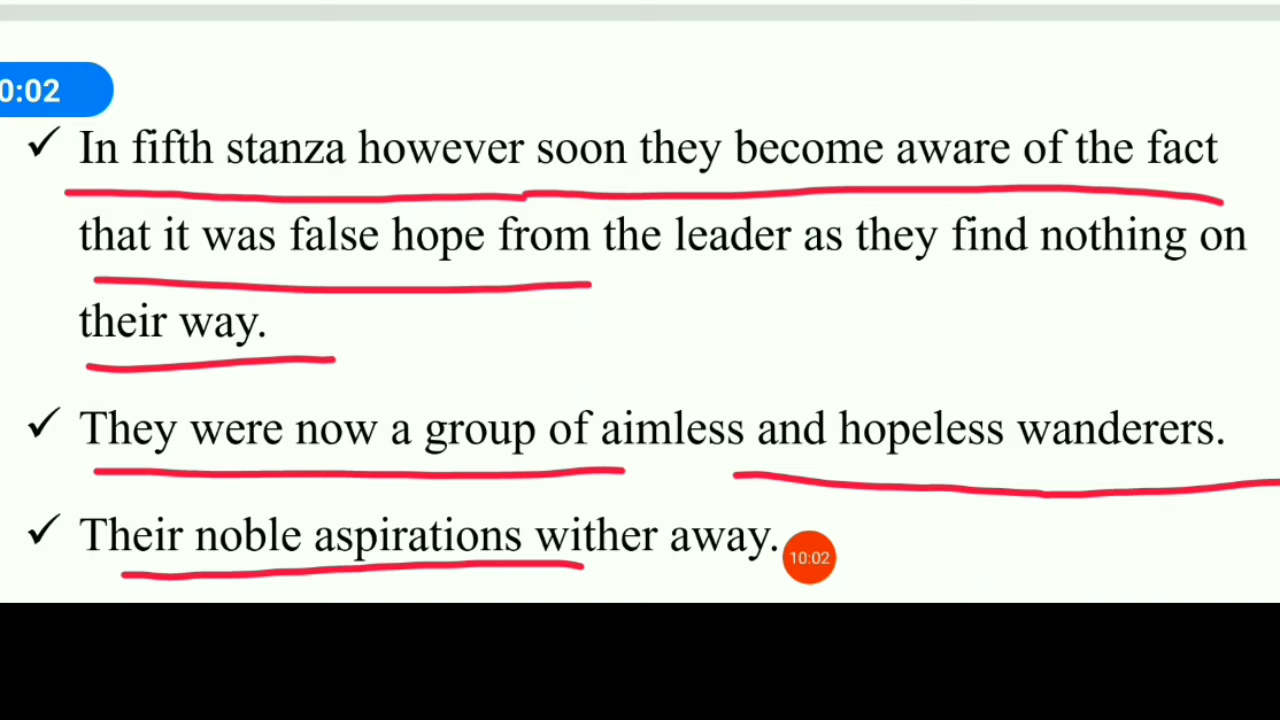 0:02
✓ In fifth stanza however soon they become aware of the fact
that it was false hope from the leader as they find nothing on
their way.
✓ They were now a group of aimless and hopeless wanderers.
✓ Their noble aspirations wither away.
10:02